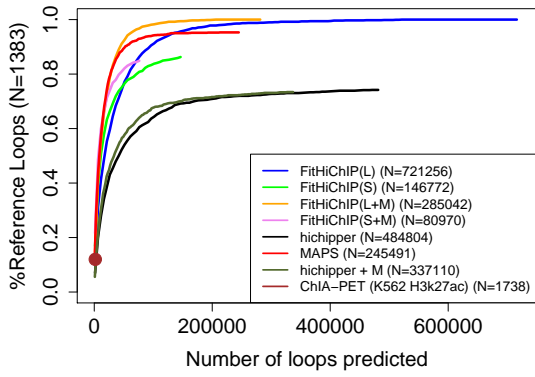 %Reference Loops (N=1383)
1.0
0.8
0.6
0.4
0.2
0.0
FitHiChIP(L) (N=721256)
FitHiChIP(S) (N=146772)
FitHiChIP(L+M) (N=285042)
FitHiChIP(S+M) (N=80970)
hichipper (N=484804)
MAPS (N=245491)
hichipper + M (N=337110)
ChIA-PET (K562 H3k27ac) (N=1738)
0 200000 400000 600000
Number of loops predicted